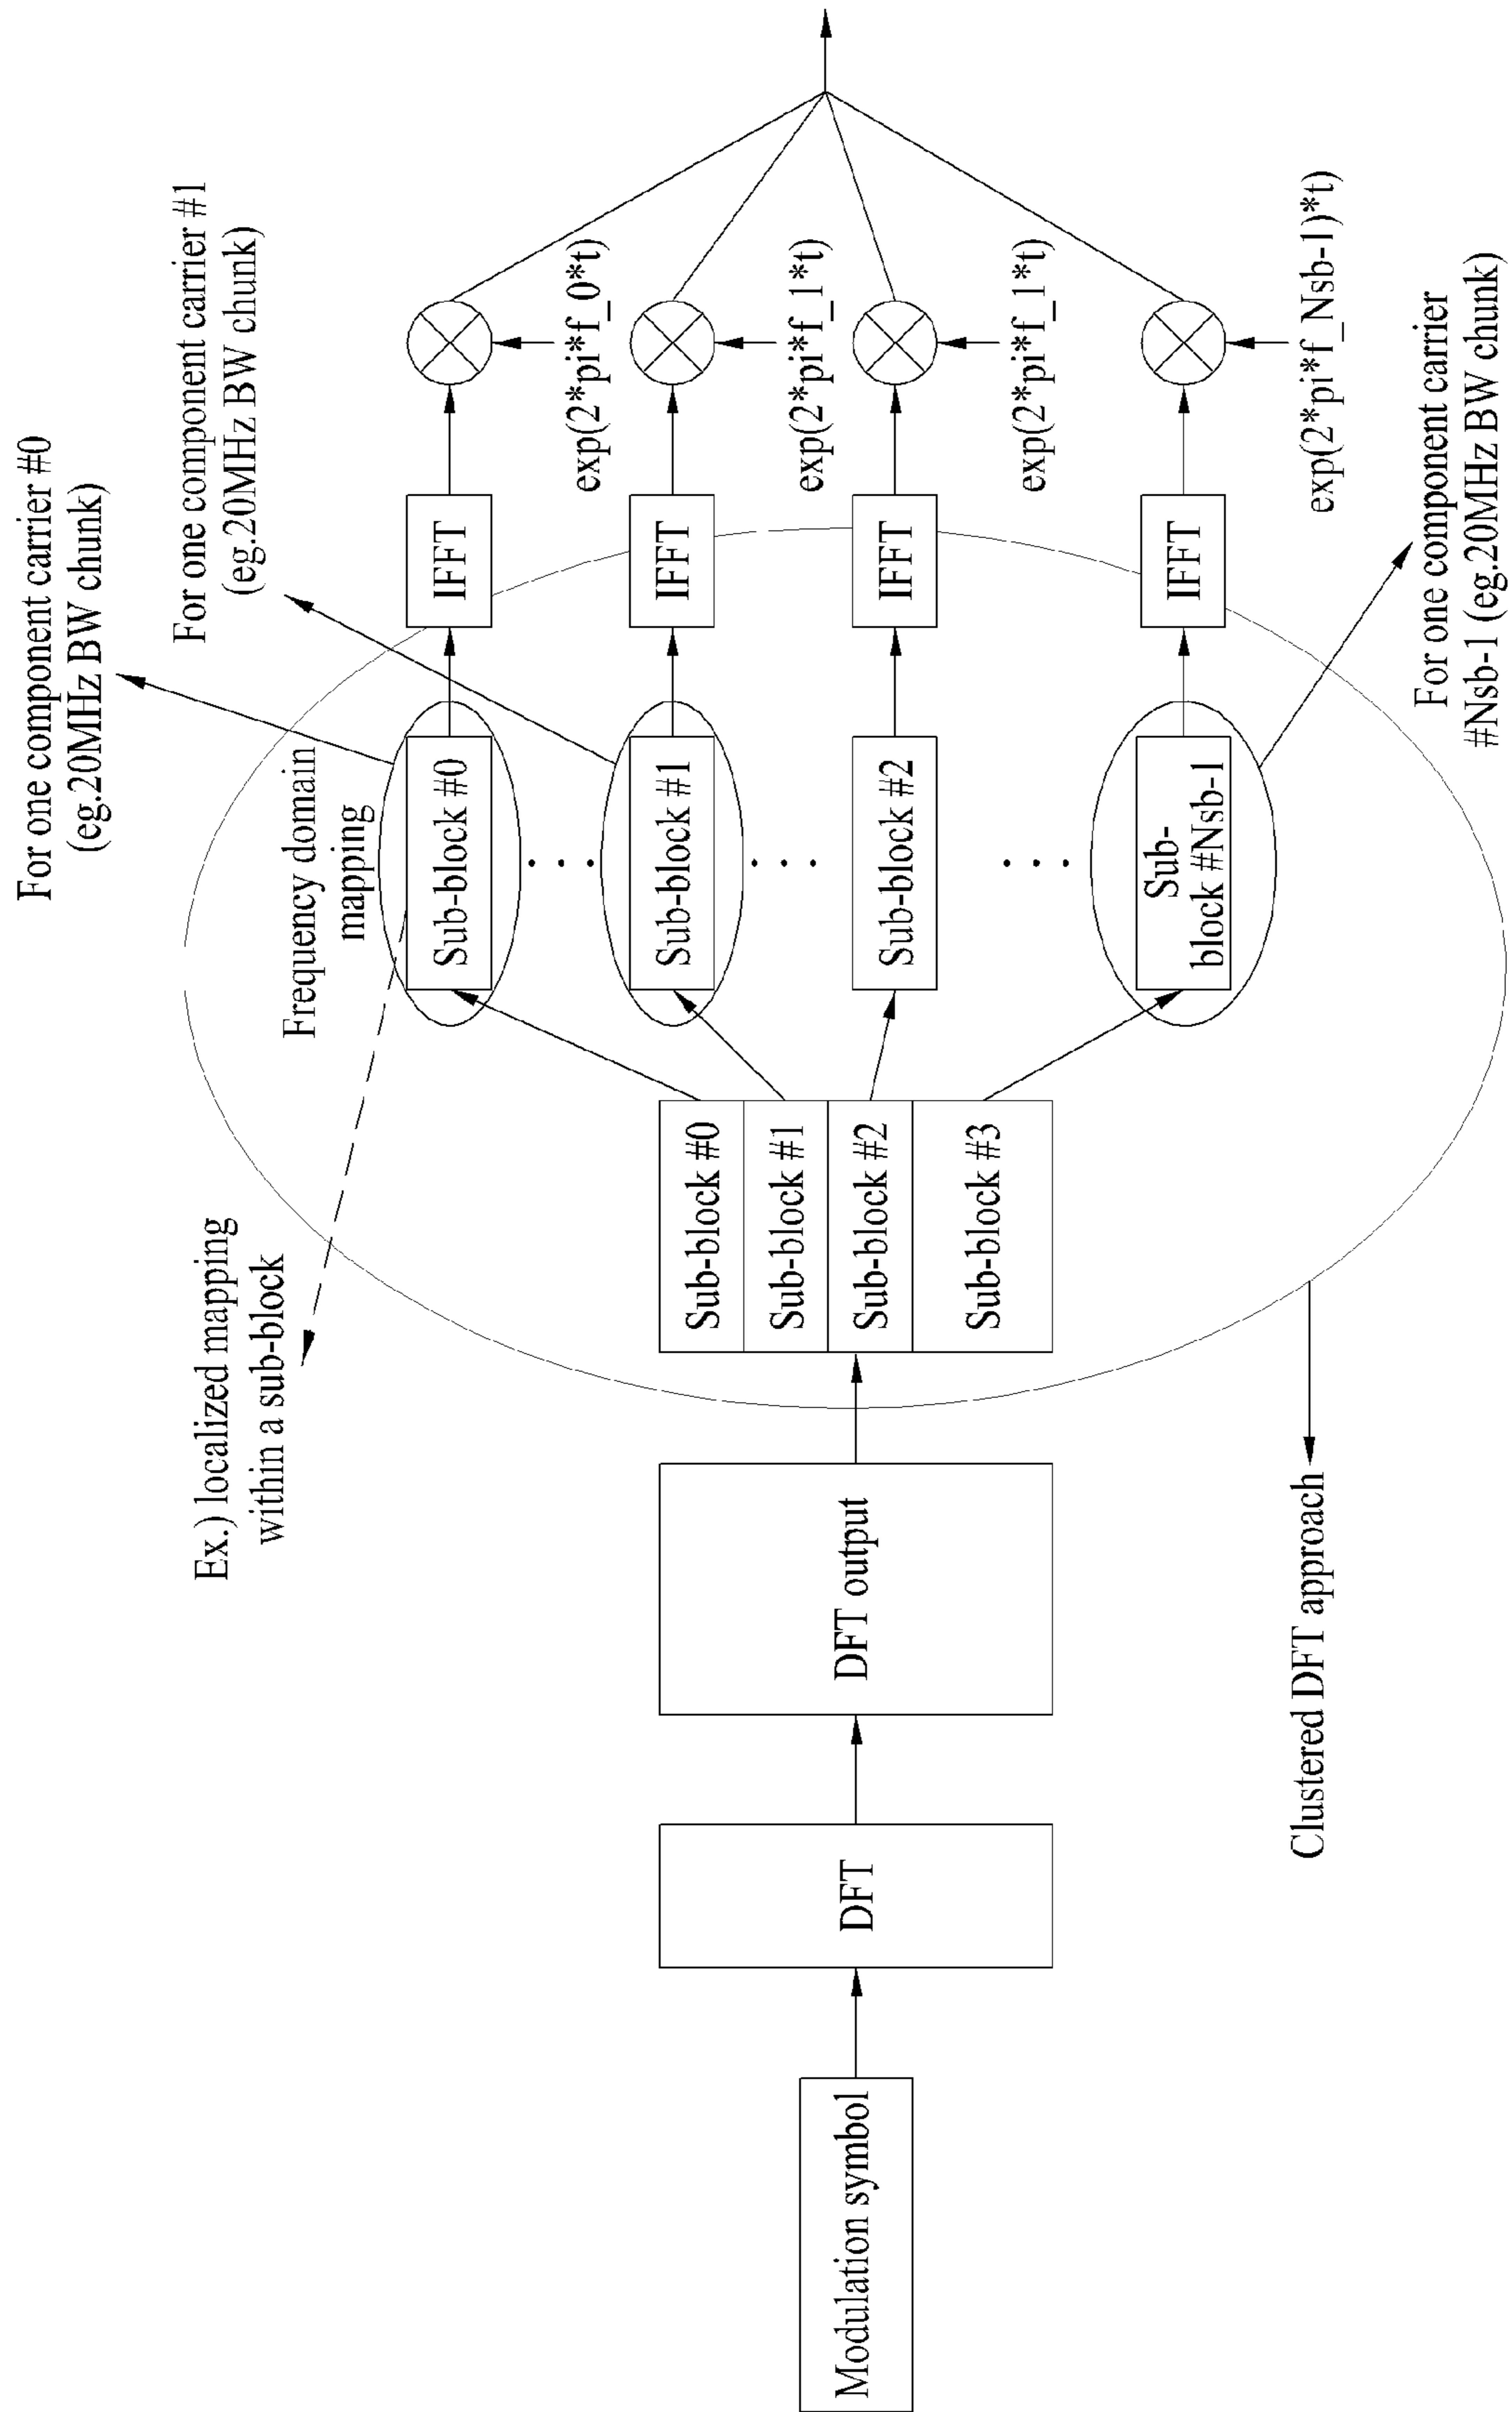 For one component carrier #0
(eg.20MHz BW chunk)
For one component carrier #1
(eg.20MHz BW chunk)
Ex.) localized mapping
within a sub-block
Frequency domain
mapping
Modulation symbol
DFT
DFT output
Sub-block #0
Sub-block #1
Sub-block #2
Sub-block #3
Sub-block #0
IFFT
exp(2*pi*f_0*t)
Sub-block #1
IFFT
exp(2*pi*f_1*t)
Sub-block #2
IFFT
exp(2*pi*f_1*t)
Sub-
block #Nsb-1
IFFT
exp(2*pi*f_Nsb-1)*t)
Clustered DFT approach
For one component carrier
#Nsb-1 (eg.20MHz BW chunk)